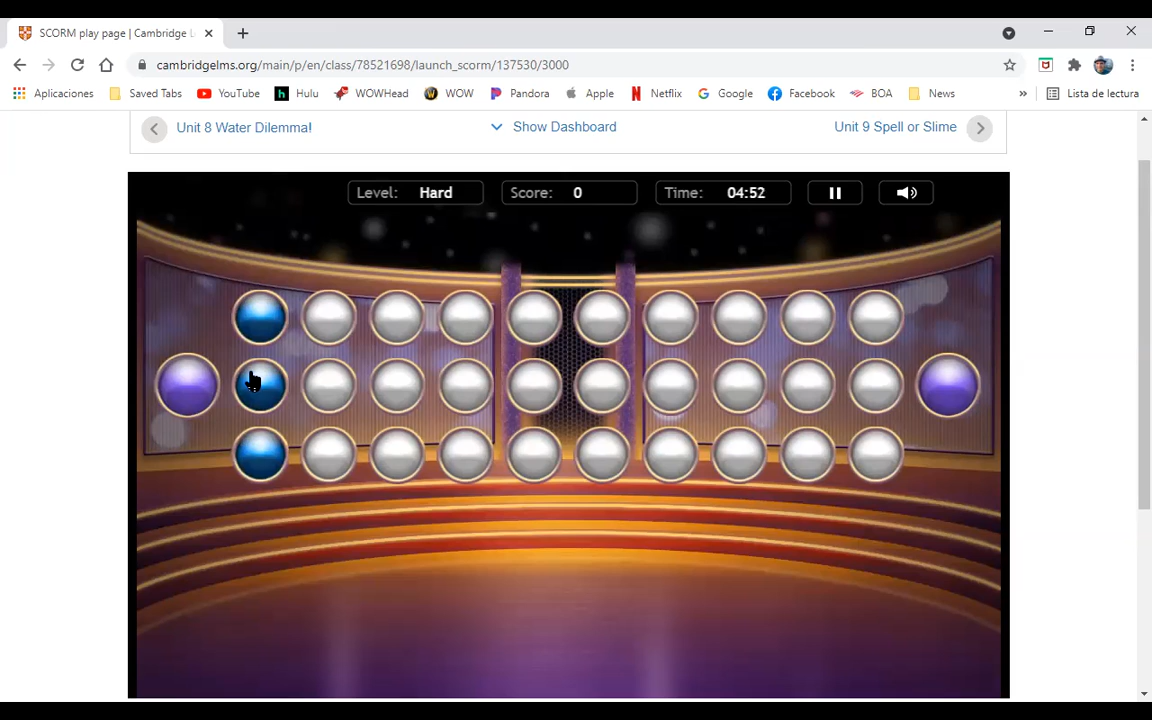 SCORM play page | Cambridge L
cambridgelms.org/main/p/en/class/78521698/launch_scorm/137530/3000
Aplicaciones Saved Tabs YouTube Hulu WOWHead WOW Pandora Apple Netflix Google Facebook BOA News » Lista de lectura
Unit 8 Water Dilemma! Show Dashboard Unit 9 Spell or Slime
Level: Hard Score: 0 Time: 04:52